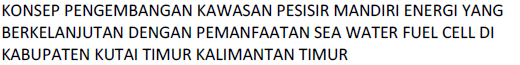 KONSEP PENGEMBANGAN KAWASAN PESISIR MANDIRI ENERGI YANG
BERKELANJUTAN DENGAN PEMANFAATAN SEA WATER FUEL CELL DI
KABUPATEN KUTAI TIMUR KALIMANTAN TIMUR